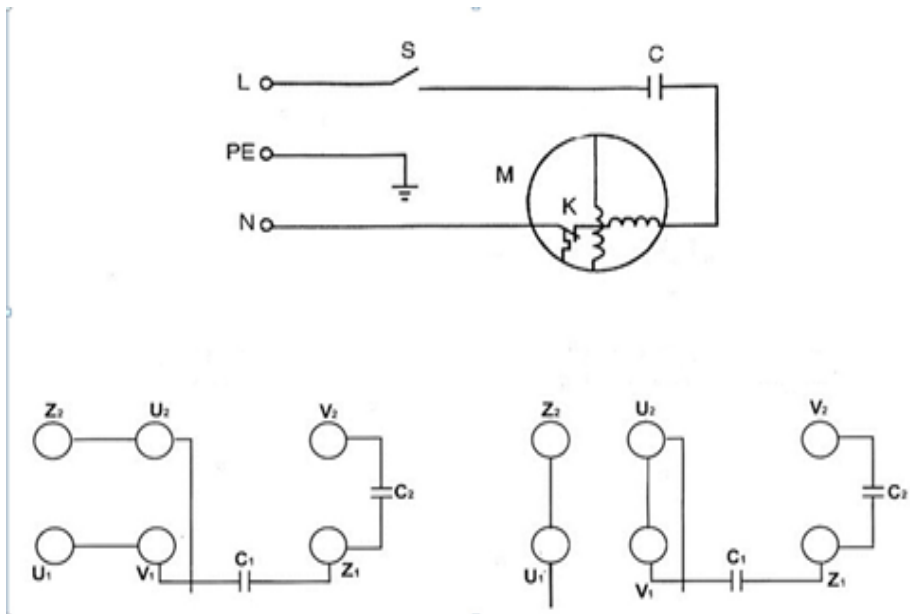 S C
L
PE
M
K
N
Z₂ U₂ V₂ Z₂ U₂ V₂
C₂ C₂
C₁ C₁
U₁ V₁ Z₁ U₁ V₁ Z₁